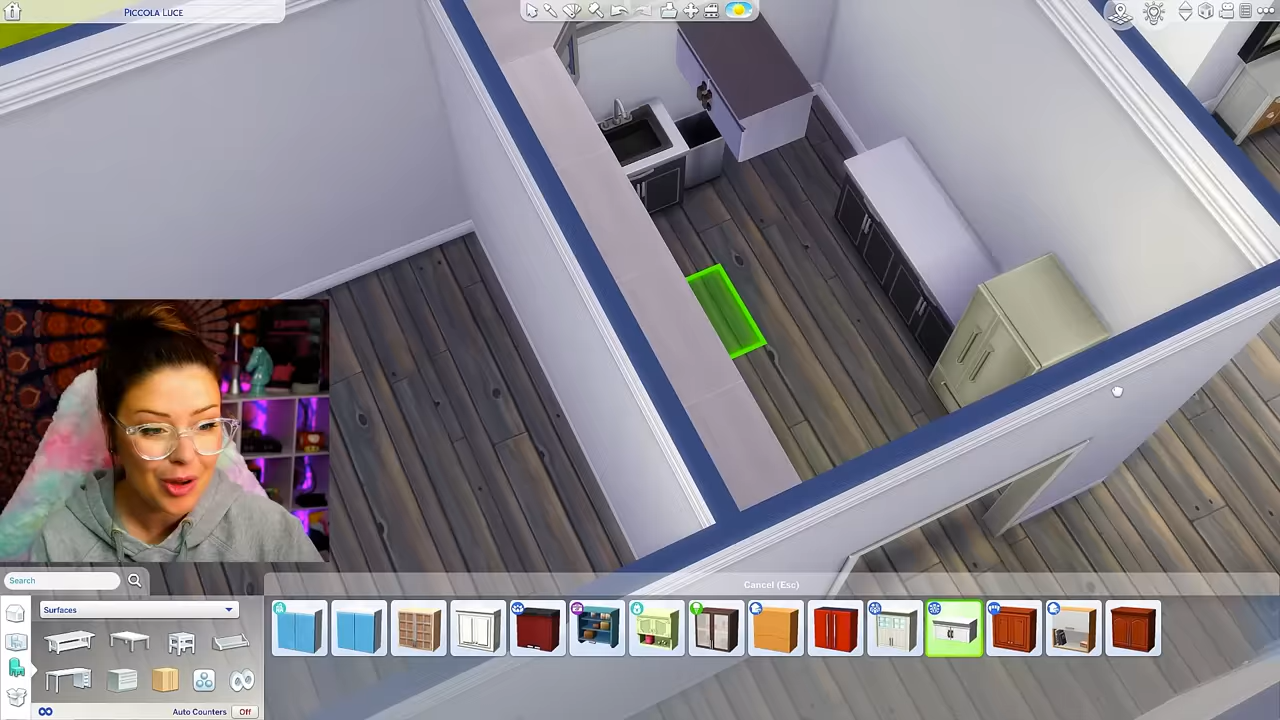 PICCOLA LUCE
Cancel (Esc)
Search
Surfaces
Auto Counters
Off